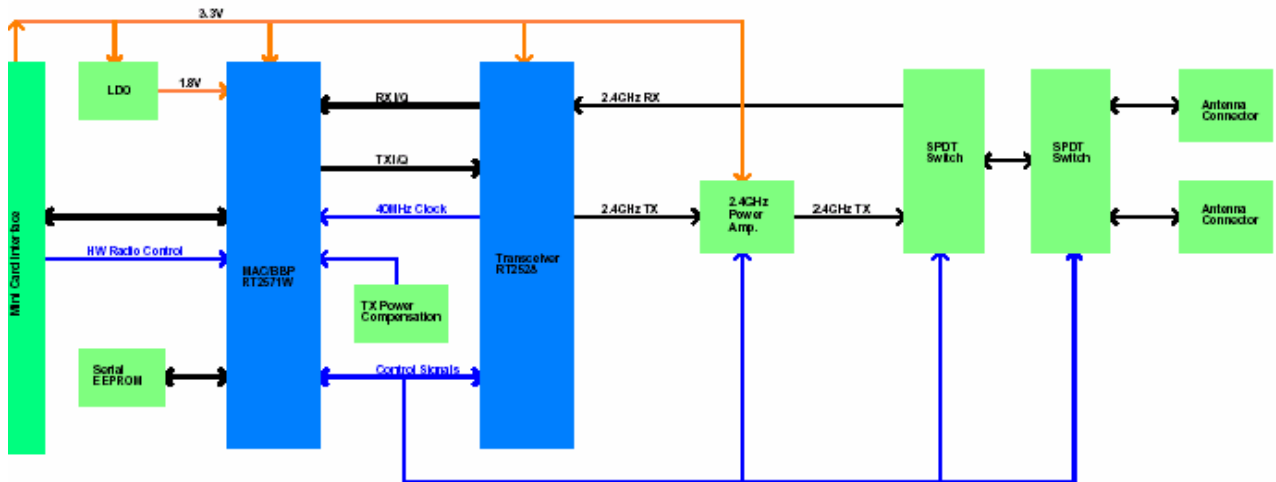 3.3V
LDO
1.8V
RX I/Q
2.4GHz RX
Antenna
Connector
SPDT
Switch
SPDT
Switch
TXI/Q
2.4GHz
Power
Amp.
40MHz Clock
2.4GHz TX
2.4GHz TX
Antenna
Connector
Mini Card Interface
HW Radio Control
MAC/BBP
RT2571W
Transceiver
RT2528
TX Power
Compensation
Serial
EEPROM
Control Signals